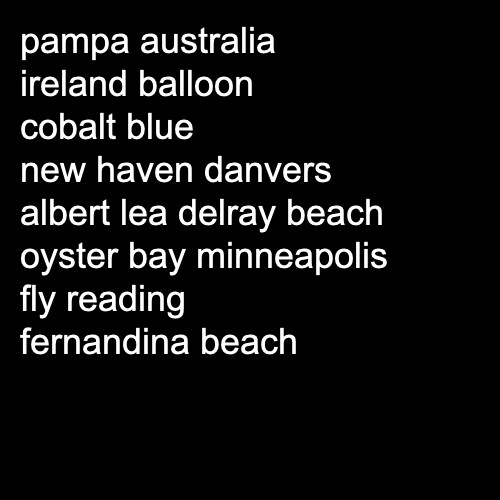 pampa australia
ireland balloon
cobalt blue
new haven danvers
albert lea delray beach
oyster bay minneapolis
fly reading
fernandina beach